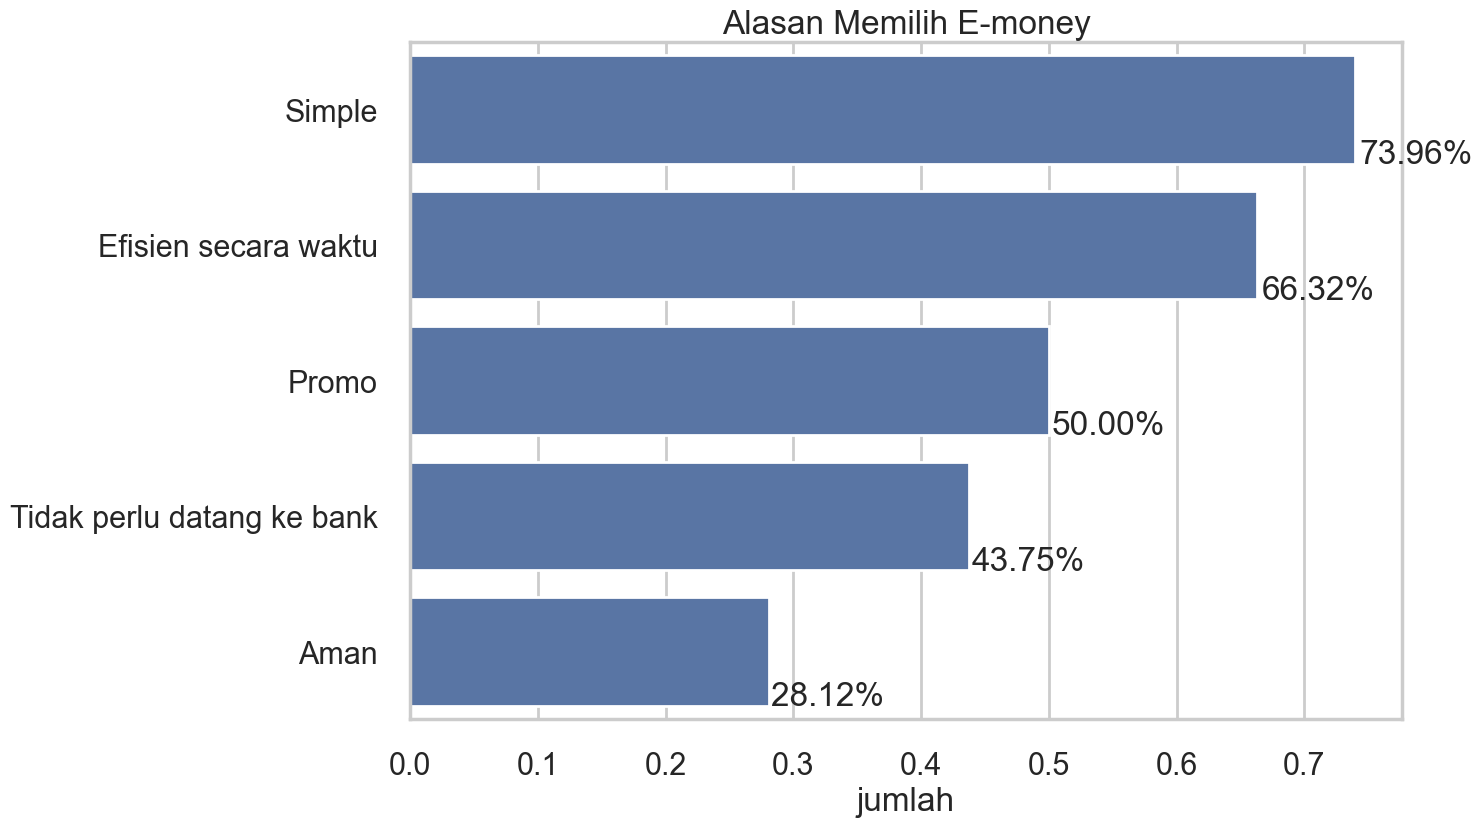 Alasan Memilih E-money
Simple
73.96%
Efisien secara waktu
66.32%
Promo
50.00%
Tidak perlu datang ke bank
43.75%
Aman
28.12%
0.0 0.1 0.2 0.3 0.4 0.5 0.6 0.7
jumlah